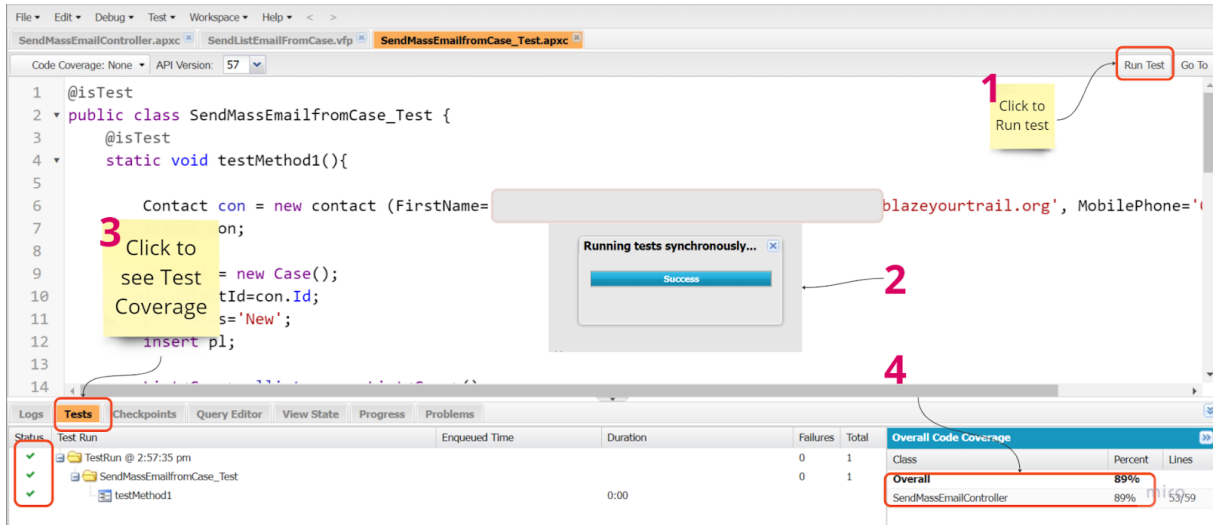 File Edit Debug Test Workspace Help < >
SendMassEmailController.apxc SendListEmailFromCase.vfp SendMassEmailfromCase_Test.apxc
Code Coverage: None API Version: 57 Run Test Go To
1 @isTest
2 public class SendMassEmailfromCase_Test {
3 @isTest
4 static void testMethod1(){
5
6 Contact con = new contact (FirstName= blazeyourtrail.org', MobilePhone='
7 on;
8
9 = new Case();
10 tId=con.Id;
11 s='New';
12 insert pl;
13
14
1
Click to
Run test
Running tests synchronously...
Success
2
3
Click to
see Test
Coverage
4
Logs Tests Checkpoints Query Editor View State Progress Problems
Status Test Run Enqueued Time Duration Failures Total
TestRun @ 2:57:35 pm 0 1
SendMassEmailfromCase_Test 0 1
testMethod1 0:00
Overall Code Coverage
Class Percent Lines
Overall 89%
SendMassEmailController 89% 53/59
miro